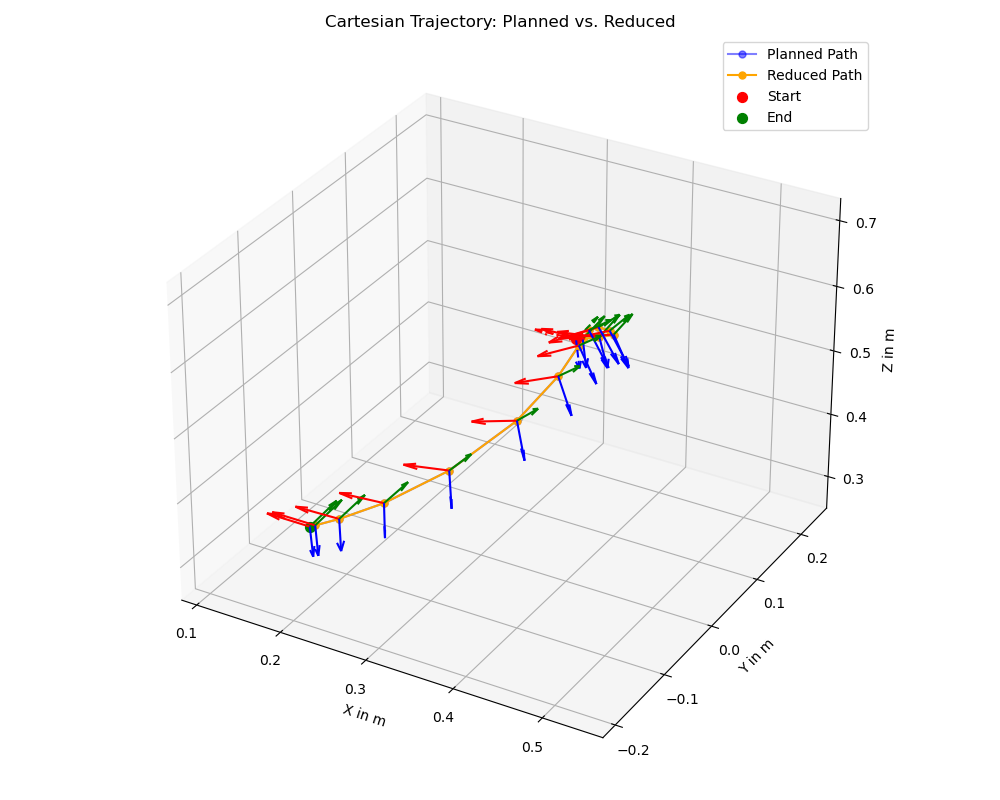 Cartesian Trajectory: Planned vs. Reduced
Planned Path
Reduced Path
Start
End
0.7
0.6
0.5
0.4
0.3
Z in m
0.2
0.1
0.0
−0.1
−0.2
Y in m
0.1
0.2
0.3
0.4
0.5
X in m